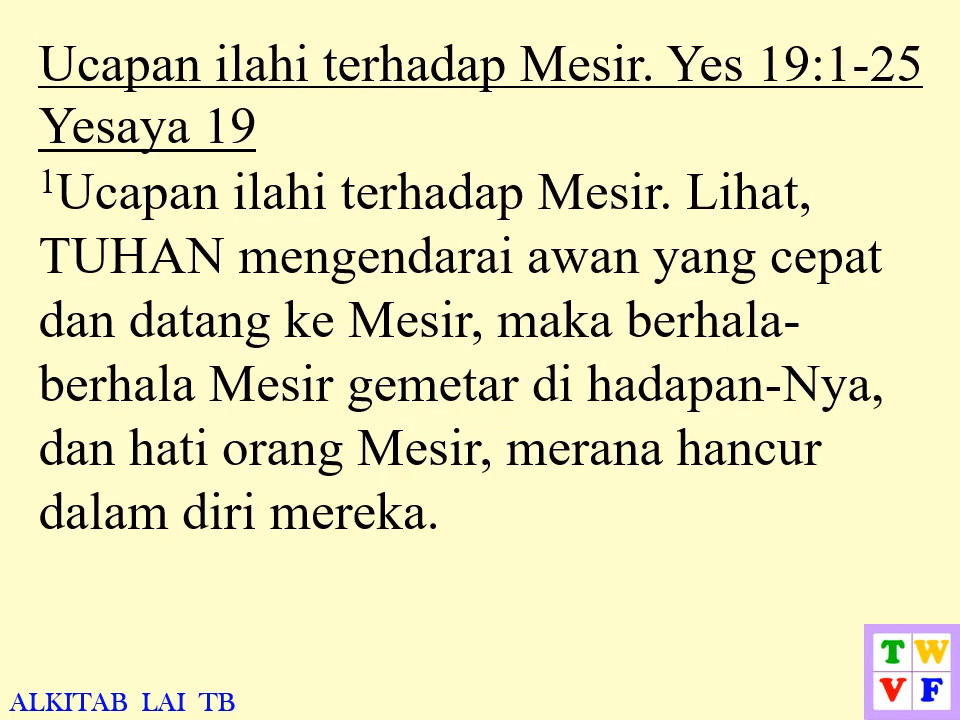 Ucapan ilahi terhadap Mesir. Yes 19:1-25
Yesaya 19
1Ucapan ilahi terhadap Mesir. Lihat,
TUHAN mengendarai awan yang cepat
dan datang ke Mesir, maka berhala-
berhala Mesir gemetar di hadapan-Nya,
dan hati orang Mesir, merana hancur
dalam diri mereka.
T W
V F
ALKITAB LAI TB